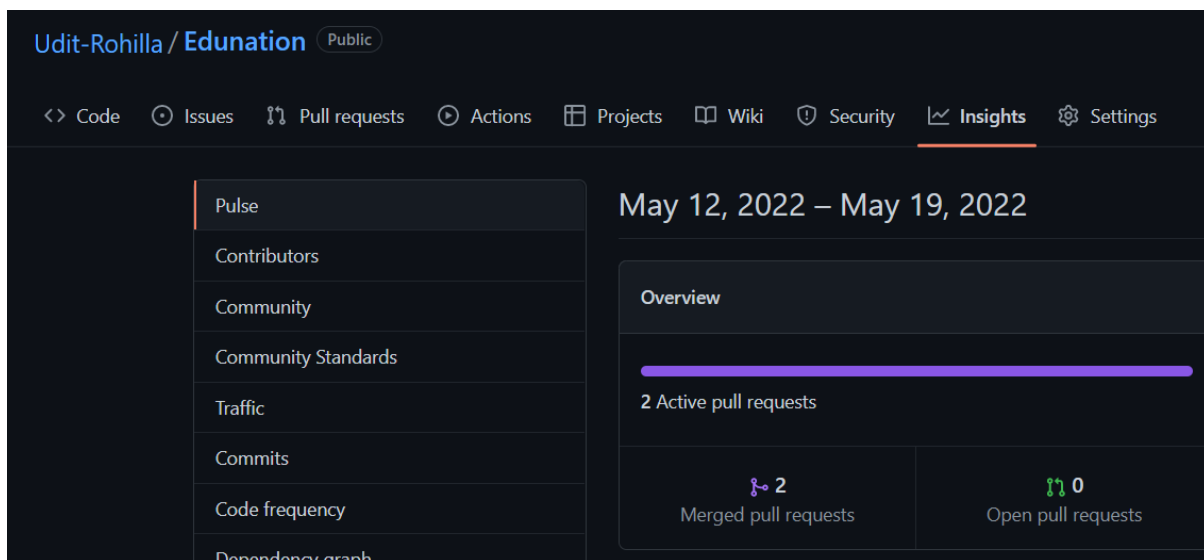 Udit-Rohilla / Edunation Public
Code Issues Pull requests Actions Projects Wiki Security Insights Settings
Pulse
Contributors
Community
Community Standards
Traffic
Commits
Code frequency
Dependency graph
May 12, 2022 – May 19, 2022
Overview
2 Active pull requests
2
Merged pull requests
0
Open pull requests